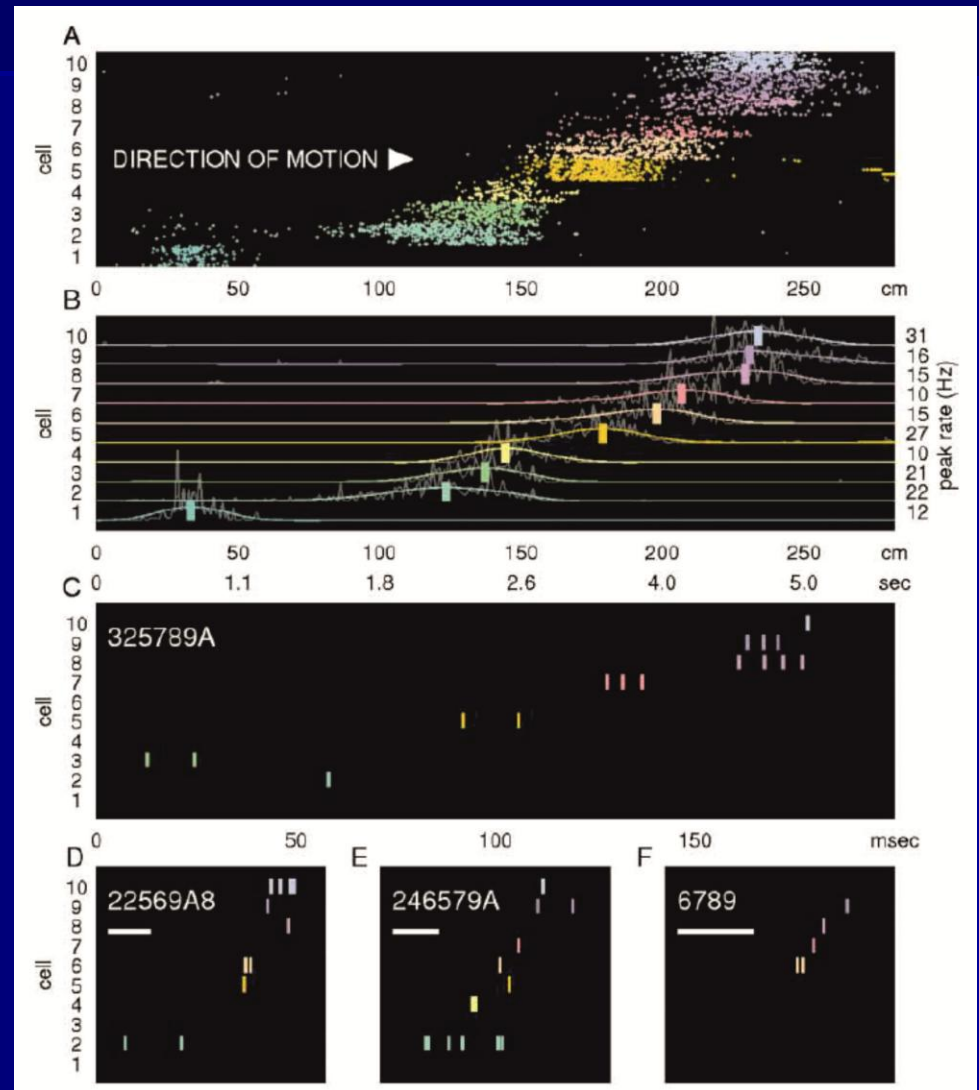 A
10
9
8
7
6
5
4
3
2
1
cell
DIRECTION OF MOTION ►
0 50 100 150 200 250 cm
B
10
9
8
7
6
5
4
3
2
1
cell
31
16
15
10
15
27
10
21
22
12
peak rate (Hz)
0 50 100 150 200 250 cm
C 0 1.1 1.8 2.6 4.0 5.0 sec
10
9
8
7
6
5
4
3
2
1
cell
325789A
0 50 100 150 msec
D
10
9
8
7
6
5
4
3
2
1
cell
22569A8
E
246579A
F
6789